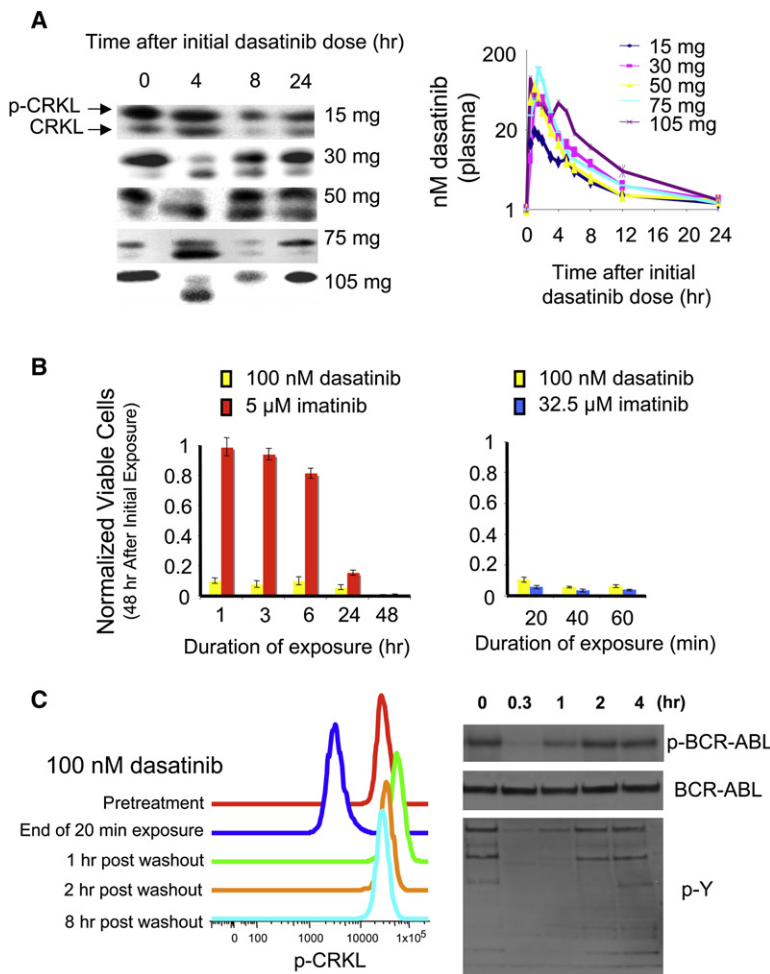 A
Time after initial dasatinib dose (hr)
0 4 8 24
p-CRKL
CRKL
15 mg
30 mg
50 mg
75 mg
105 mg
nM dasatinib
(plasma)
200
20
1
15 mg
30 mg
50 mg
75 mg
105 mg
0 4 8 12 16 20 24
Time after initial
dasatinib dose (hr)
B
Normalized Viable Cells
(48 hr After Initial Exposure)
100 nM dasatinib
5 µM imatinib
1
0.8
0.6
0.4
0.2
0
1 3 6 24 48
Duration of exposure (hr)
100 nM dasatinib
32.5 µM imatinib
1
0.8
0.6
0.4
0.2
0
20 40 60
Duration of exposure (min)
C
100 nM dasatinib
Pretreatment
End of 20 min exposure
1 hr post washout
2 hr post washout
8 hr post washout
0 100 1000 10000 1x10⁵
p-CRKL
0 0.3 1 2 4 (hr)
p-BCR-ABL
BCR-ABL
p-Y